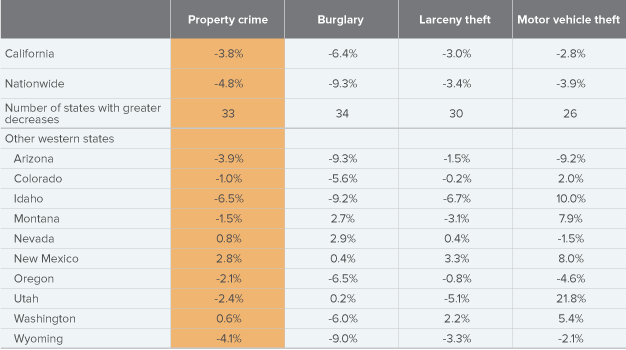 Property crime Burglary Larceny theft Motor vehicle theft
California -3.8% -6.4% -3.0% -2.8%
Nationwide -4.8% -9.3% -3.4% -3.9%
Number of states with greater
decreases 33 34 30 26
Other western states
Arizona -3.9% -9.3% -1.5% -9.2%
Colorado -1.0% -5.6% -0.2% 2.0%
Idaho -6.5% -9.2% -6.7% 10.0%
Montana -1.5% 2.7% -3.1% 7.9%
Nevada 0.8% 2.9% 0.4% -1.5%
New Mexico 2.8% 0.4% 3.3% 8.0%
Oregon -2.1% -6.5% -0.8% -4.6%
Utah -2.4% 0.2% -5.1% 21.8%
Washington 0.6% -6.0% 2.2% 5.4%
Wyoming -4.1% -9.0% -3.3% -2.1%